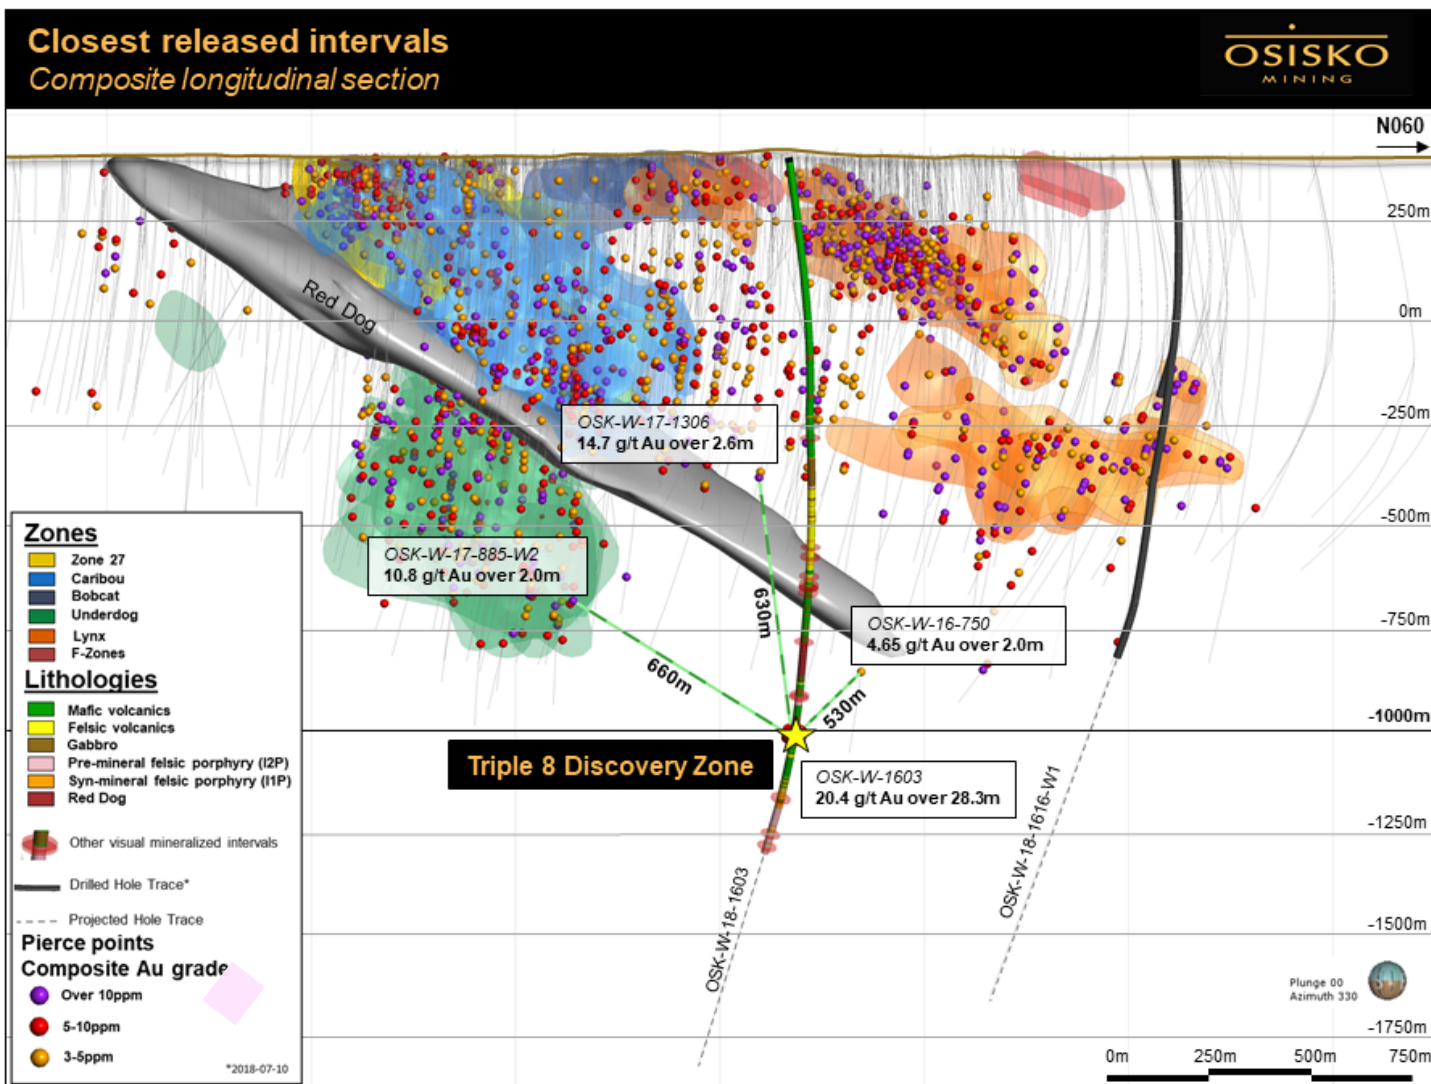 Closest released intervals
Composite longitudinal section
OSISKO
MINING
N060
250m
0m
-250m
-500m
-750m
-1000m
-1250m
-1500m
-1750m
Red Dog
OSK-W-17-1306
14.7 g/t Au over 2.6m
OSK-W-17-885-W2
10.8 g/t Au over 2.0m
OSK-W-16-750
4.65 g/t Au over 2.0m
630m
660m
530m
Triple 8 Discovery Zone
OSK-W-1603
20.4 g/t Au over 28.3m
OSK-W-18-1603
OSK-W-18-1616-W1
Zones
Zone 27
Caribou
Bobcat
Underdog
Lynx
F-Zones
Lithologies
Mafic volcanics
Felsic volcanics
Gabbro
Pre-mineral felsic porphyry (I2P)
Syn-mineral felsic porphyry (I1P)
Red Dog
Other visual mineralized intervals
Drilled Hole Trace*
Projected Hole Trace
Pierce points
Composite Au grade
Over 10ppm
5-10ppm
3-5ppm
*2018-07-10
Plunge 00
Azimuth 330
0m 250m 500m 750m